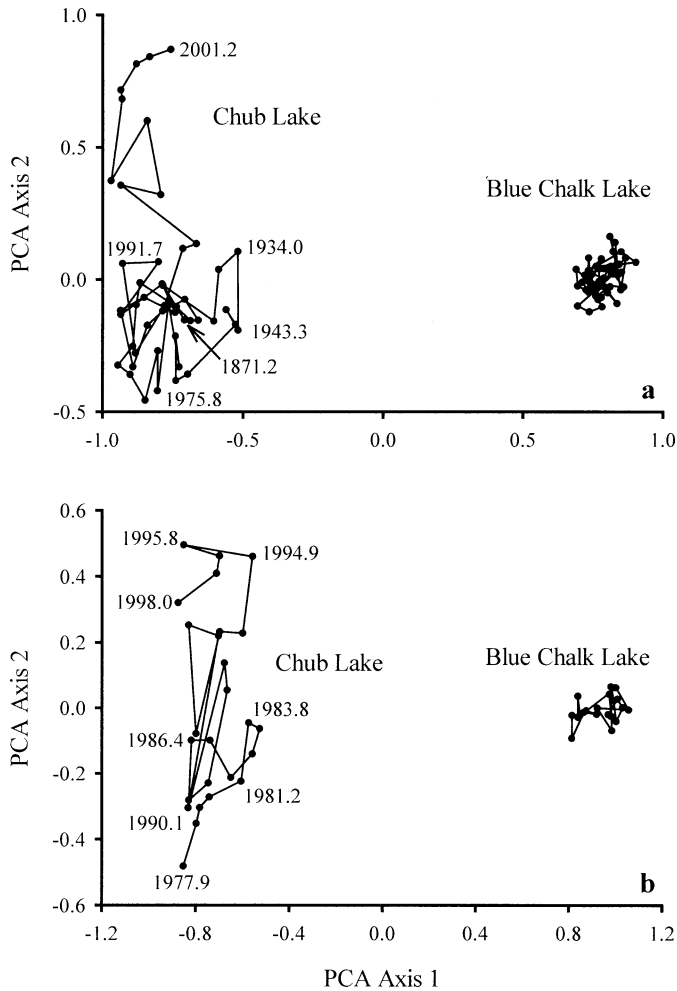 1.0
2001.2
Chub Lake
0.5
Blue Chalk Lake
PCA Axis 2
1991.7
1934.0
0.0
1943.3
1871.2
1975.8
a
-0.5
-1.0 -0.5 0.0 0.5 1.0
0.6
1995.8
1994.9
0.4
1998.0
0.2
Chub Lake
Blue Chalk Lake
PCA Axis 2
0.0
1983.8
1986.4
-0.2
1981.2
1990.1
-0.4
1977.9
b
-0.6
-1.2 -0.8 -0.4 0.0 0.4 0.8 1.2
PCA Axis 1